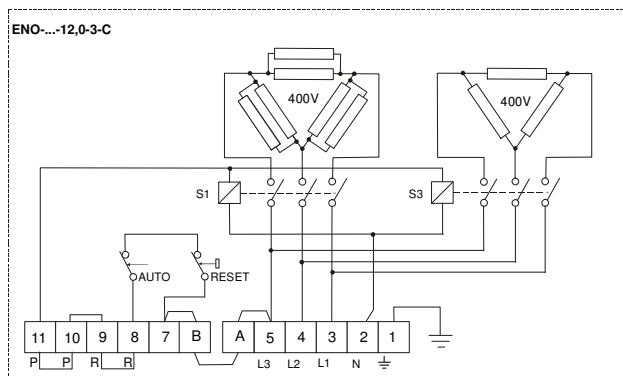 ENO-...-12,0-3-C
400V
400V
S1
S3
AUTO
RESET
11 10 9 8 7 B A 5 4 3 2 1
P P R R L3 L2 L1 N